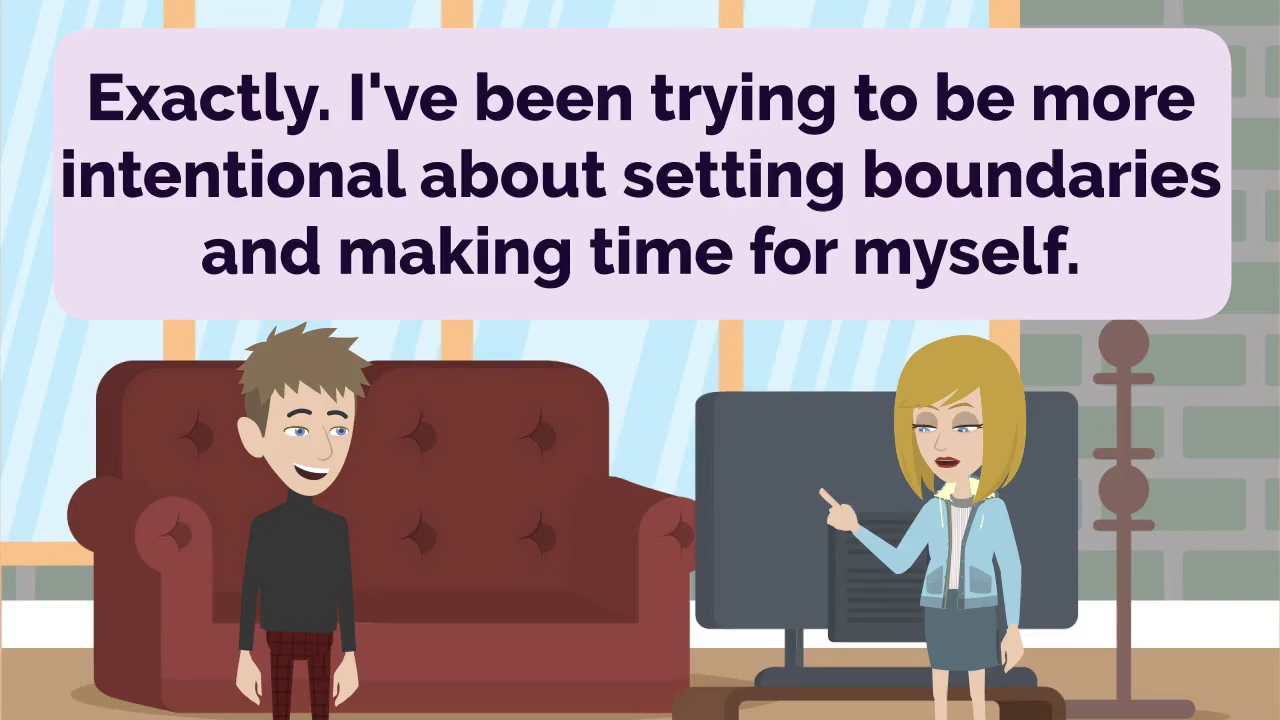 Exactly. I've been trying to be more
intentional about setting boundaries
and making time for myself.